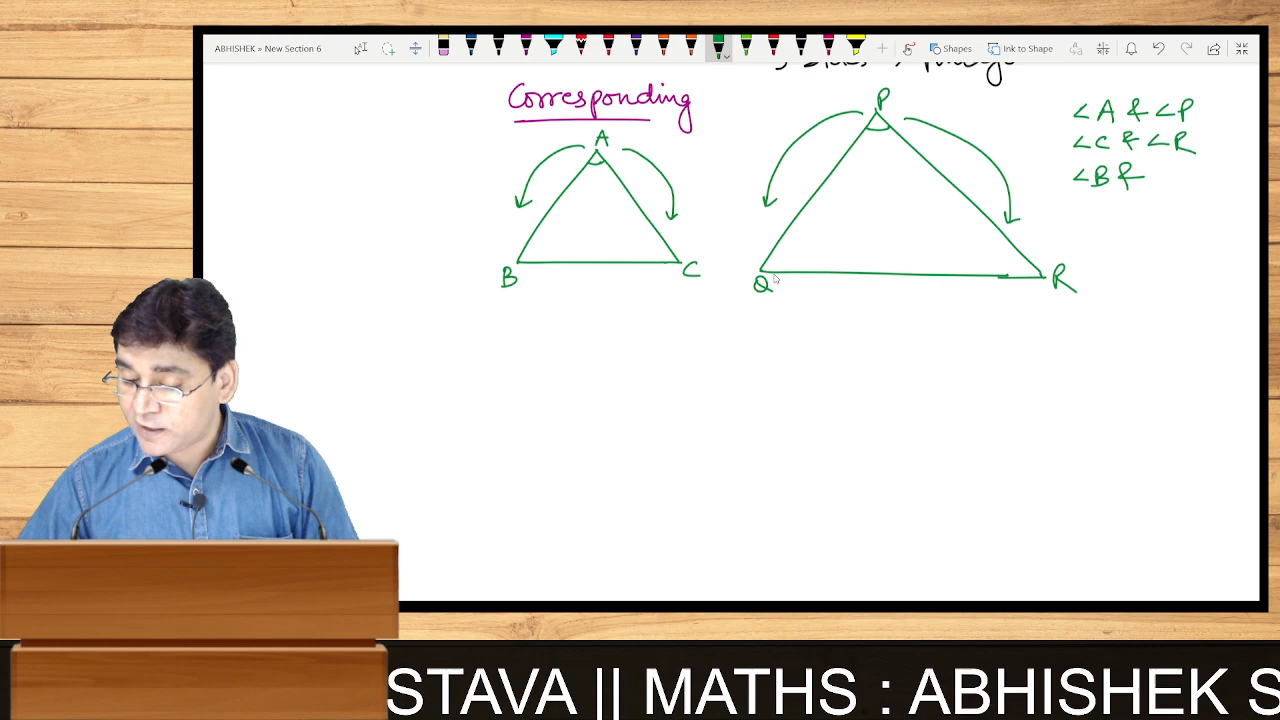 ABHISHEK » New Section 6
Shapes
Ink to Shape
Corresponding
A
B
C
P
Q
R
∠A & ∠P
∠C & ∠R
∠B &
STAVA || MATHS : ABHISHEK S